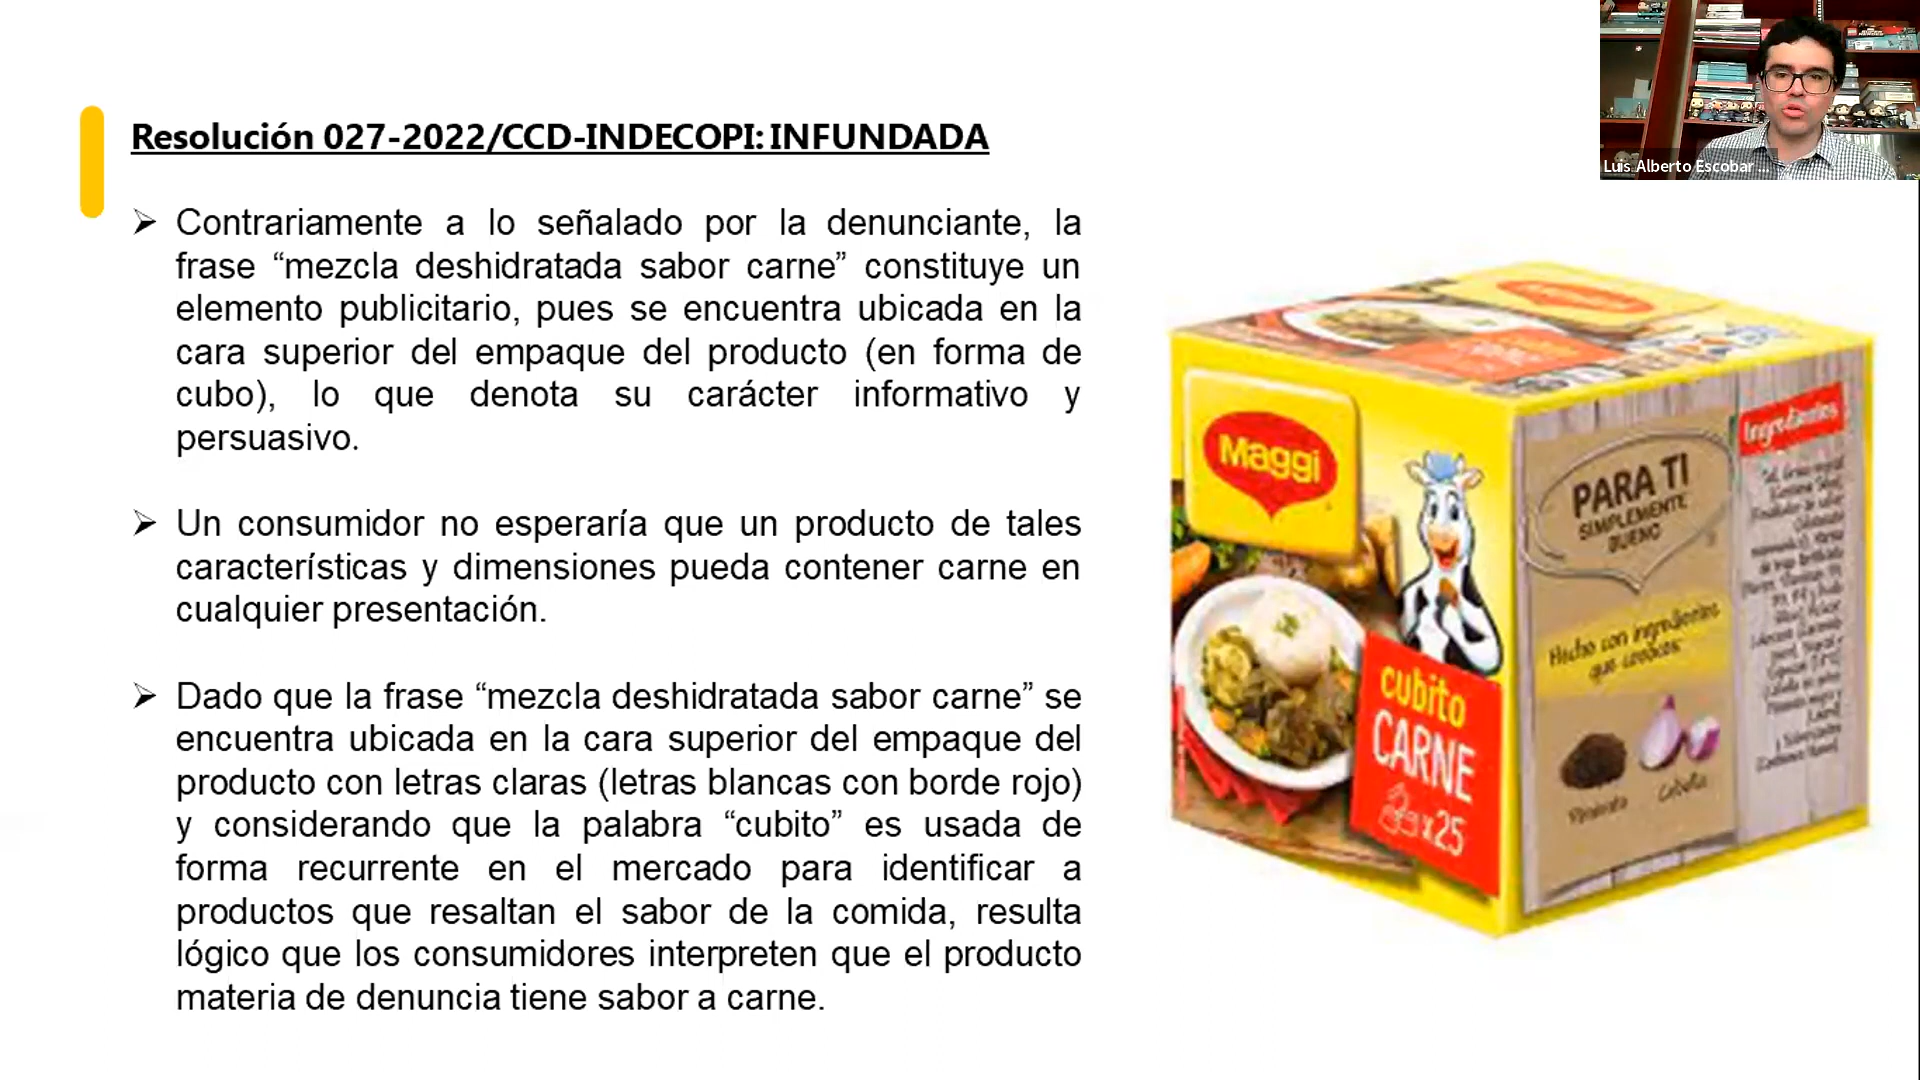 Luis Alberto Escobar ...
Resolución 027-2022/CCD-INDECOPI: INFUNDADA
➢ Contrariamente a lo señalado por la denunciante, la
frase “mezcla deshidratada sabor carne” constituye un
elemento publicitario, pues se encuentra ubicada en la
cara superior del empaque del producto (en forma de
cubo), lo que denota su carácter informativo y
persuasivo.
➢ Un consumidor no esperaría que un producto de tales
características y dimensiones pueda contener carne en
cualquier presentación.
➢ Dado que la frase “mezcla deshidratada sabor carne” se
encuentra ubicada en la cara superior del empaque del
producto con letras claras (letras blancas con borde rojo)
y considerando que la palabra “cubito” es usada de
forma recurrente en el mercado para identificar a
productos que resaltan el sabor de la comida, resulta
lógico que los consumidores interpreten que el producto
materia de denuncia tiene sabor a carne.
Maggi
cubito
CARNE
x25
PARA TI
SIMPLEMENTE
BUENO
Hecho con ingredientes
que conoces
Pimienta
Cebolla
Ingredientes